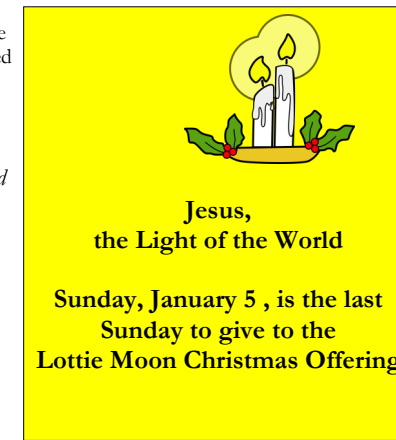 Jesus,
the Light of the World
Sunday, January 5 , is the last
Sunday to give to the
Lottie Moon Christmas Offering